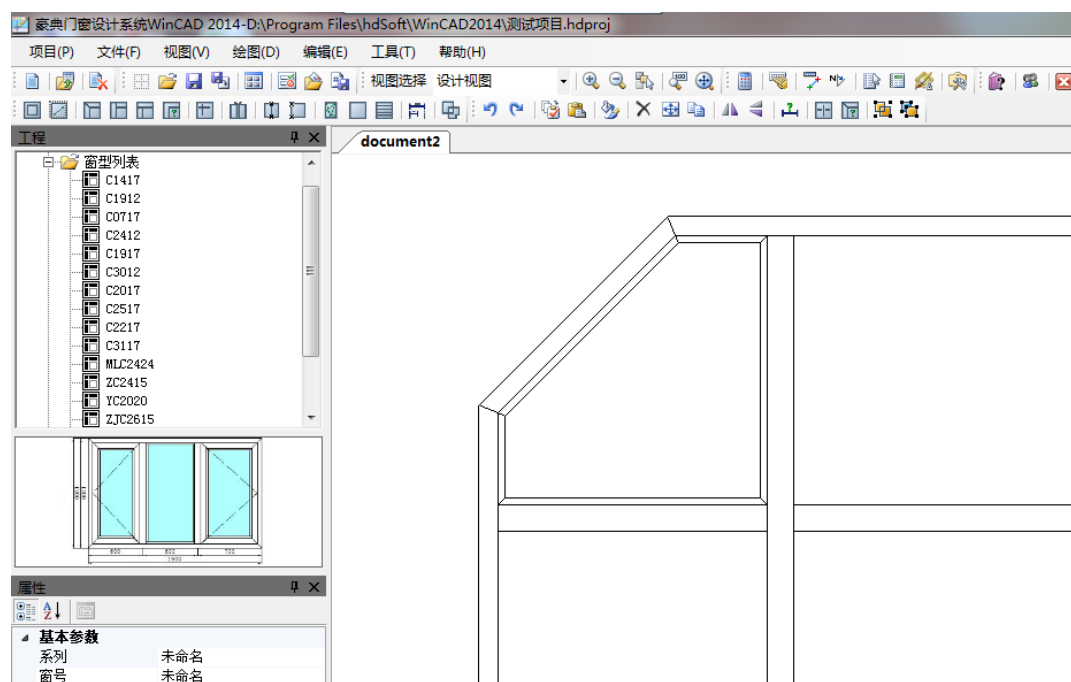 豪典门窗设计系统WinCAD 2014-D:\Program Files\hdSoft\WinCAD2014\测试项目.hdproj
项目(P) 文件(F) 视图(V) 绘图(D) 编辑(E) 工具(T) 帮助(H)
视图选择 设计视图
工程
document2
窗型列表
C1417
C1912
C0717
C2412
C1917
C3012
C2017
C2517
C2217
C3117
MLC2424
ZC2415
YC2020
ZJC2615
600 600 700
1900
属性
基本参数
系列 未命名
窗号 未命名